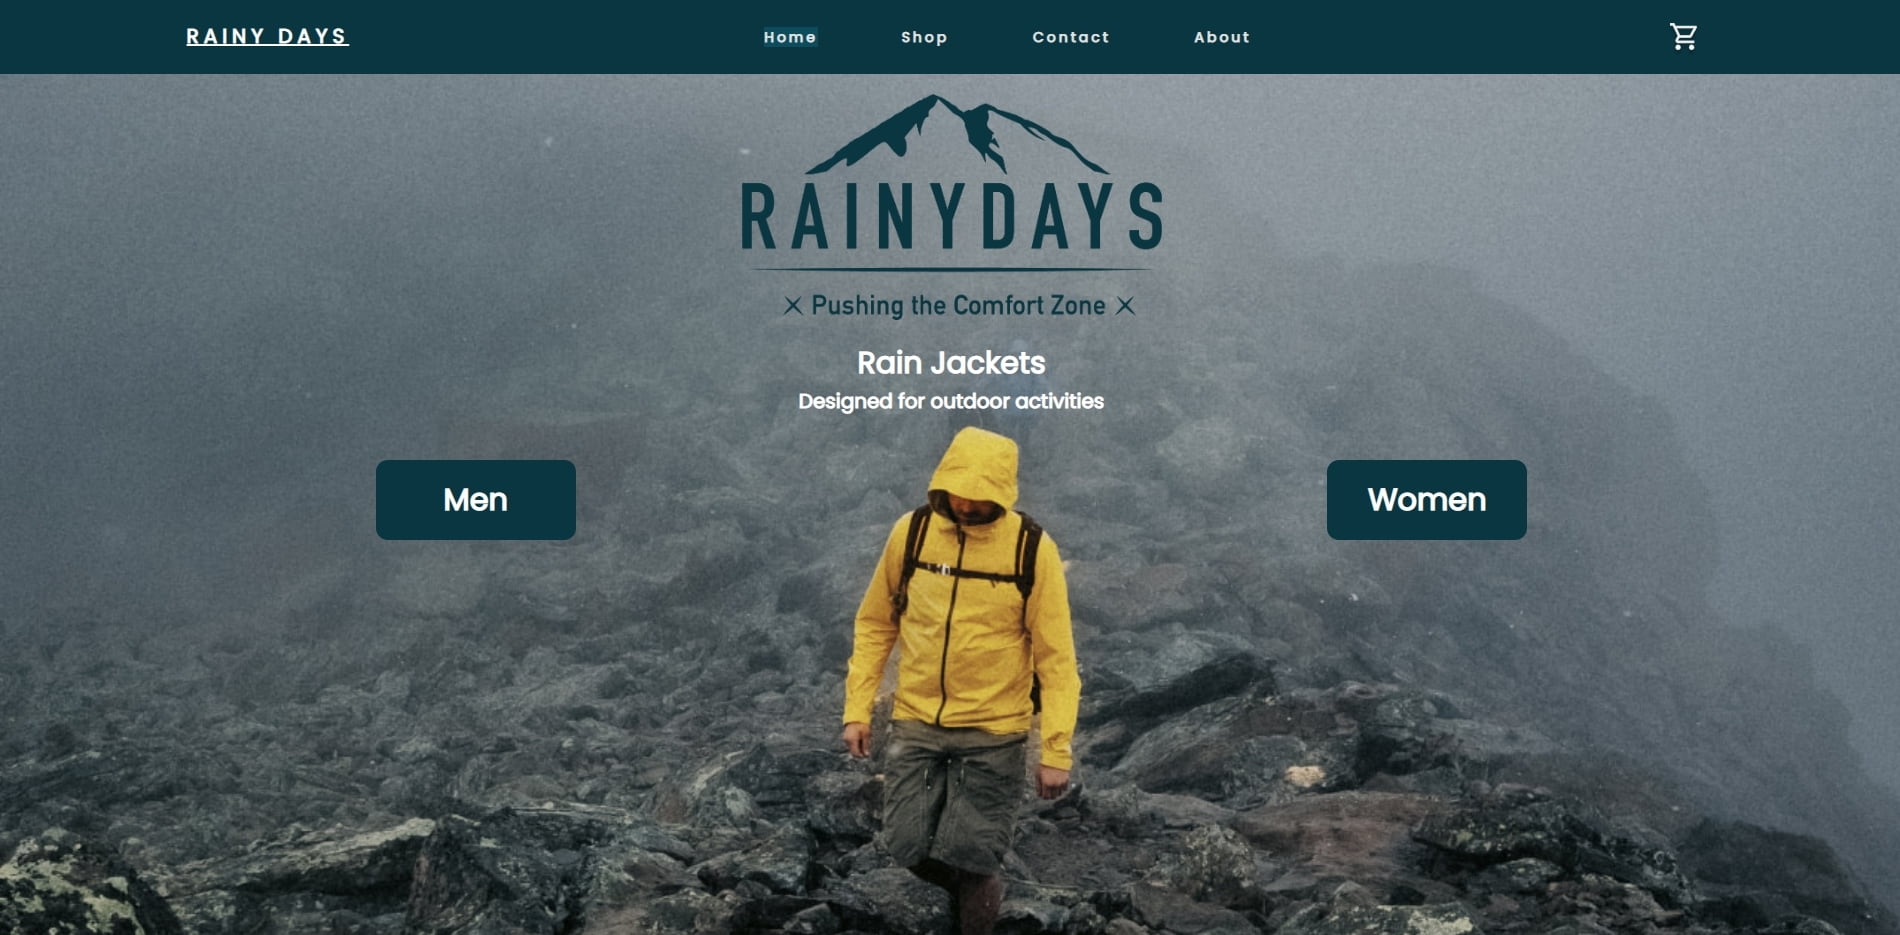 RAINY DAYS
Home
Shop
Contact
About
RAINYDAYS
Pushing the Comfort Zone
Rain Jackets
Designed for outdoor activities
Men
Women